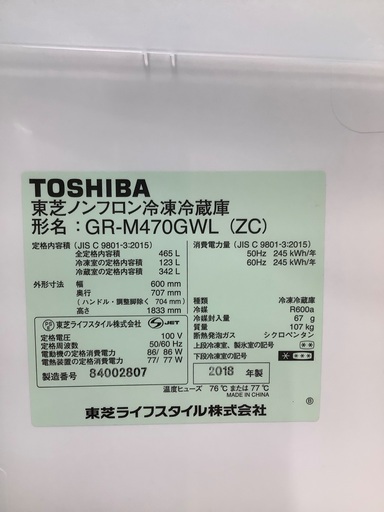 TOSHIBA
東芝ノンフロン冷凍冷蔵庫
形名：GR-M470GWL (ZC)
定格内容積 (JIS C 9801-3:2015)
全定格内容積 465 L
冷凍室の定格内容積 123 L
冷蔵室の定格内容積 342 L
外形寸法 幅 600 mm
奥行 707 mm
(ハンドル・調整脚除く 704 mm)
高さ 1833 mm
東芝ライフスタイル株式会社
JET
定格電圧 100 V
定格周波数 50/60 Hz
電動機の定格消費電力 86/ 86 W
電熱装置の定格消費電力 77/ 77 W
製造番号 84002807
消費電力量 (JIS C 9801-3:2015)
50Hz 245 kWh/年
60Hz 245 kWh/年
種類 冷凍冷蔵庫
冷媒 R600a
冷媒量 67 g
質量 107 kg
断熱発泡ガス シクロペンタン
上段冷凍室、製氷室の記号
下段冷凍室の記号
2018 年製
温度ヒューズ 76℃ または 77℃
MADE IN CHINA
東芝ライフスタイル株式会社